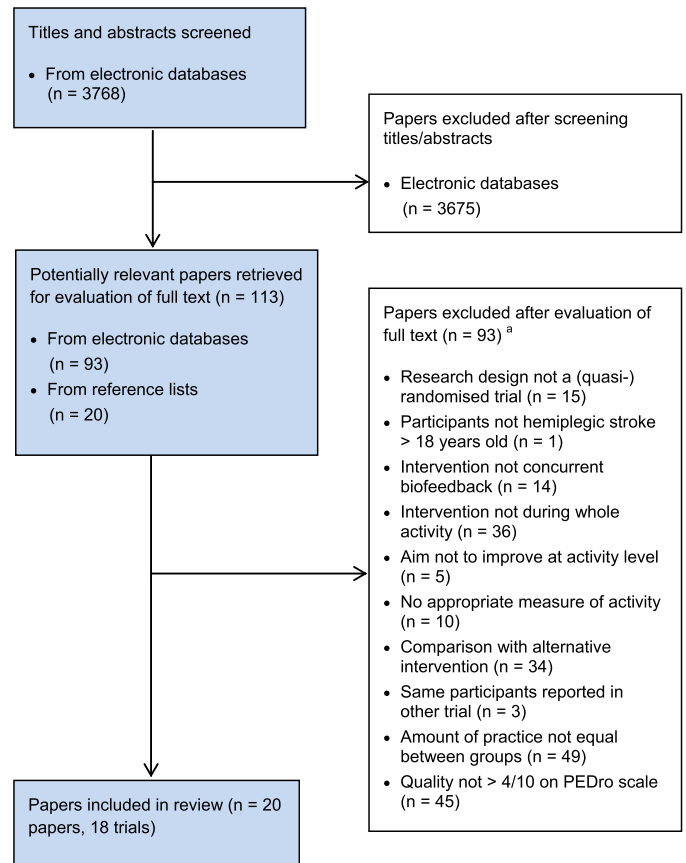 Titles and abstracts screened
• From electronic databases
(n = 3768)
Papers excluded after screening
titles/abstracts
• Electronic databases
(n = 3675)
Potentially relevant papers retrieved
for evaluation of full text (n = 113)
• From electronic databases
(n = 93)
• From reference lists
(n = 20)
Papers excluded after evaluation of
full text (n = 93) a
• Research design not a (quasi-)
randomised trial (n = 15)
• Participants not hemiplegic stroke
> 18 years old (n = 1)
• Intervention not concurrent
biofeedback (n = 14)
• Intervention not during whole
activity (n = 36)
• Aim not to improve at activity level
(n = 5)
• No appropriate measure of activity
(n = 10)
• Comparison with alternative
intervention (n = 34)
• Same participants reported in
other trial (n = 3)
• Amount of practice not equal
between groups (n = 49)
• Quality not > 4/10 on PEDro scale
(n = 45)
Papers included in review (n = 20
papers, 18 trials)